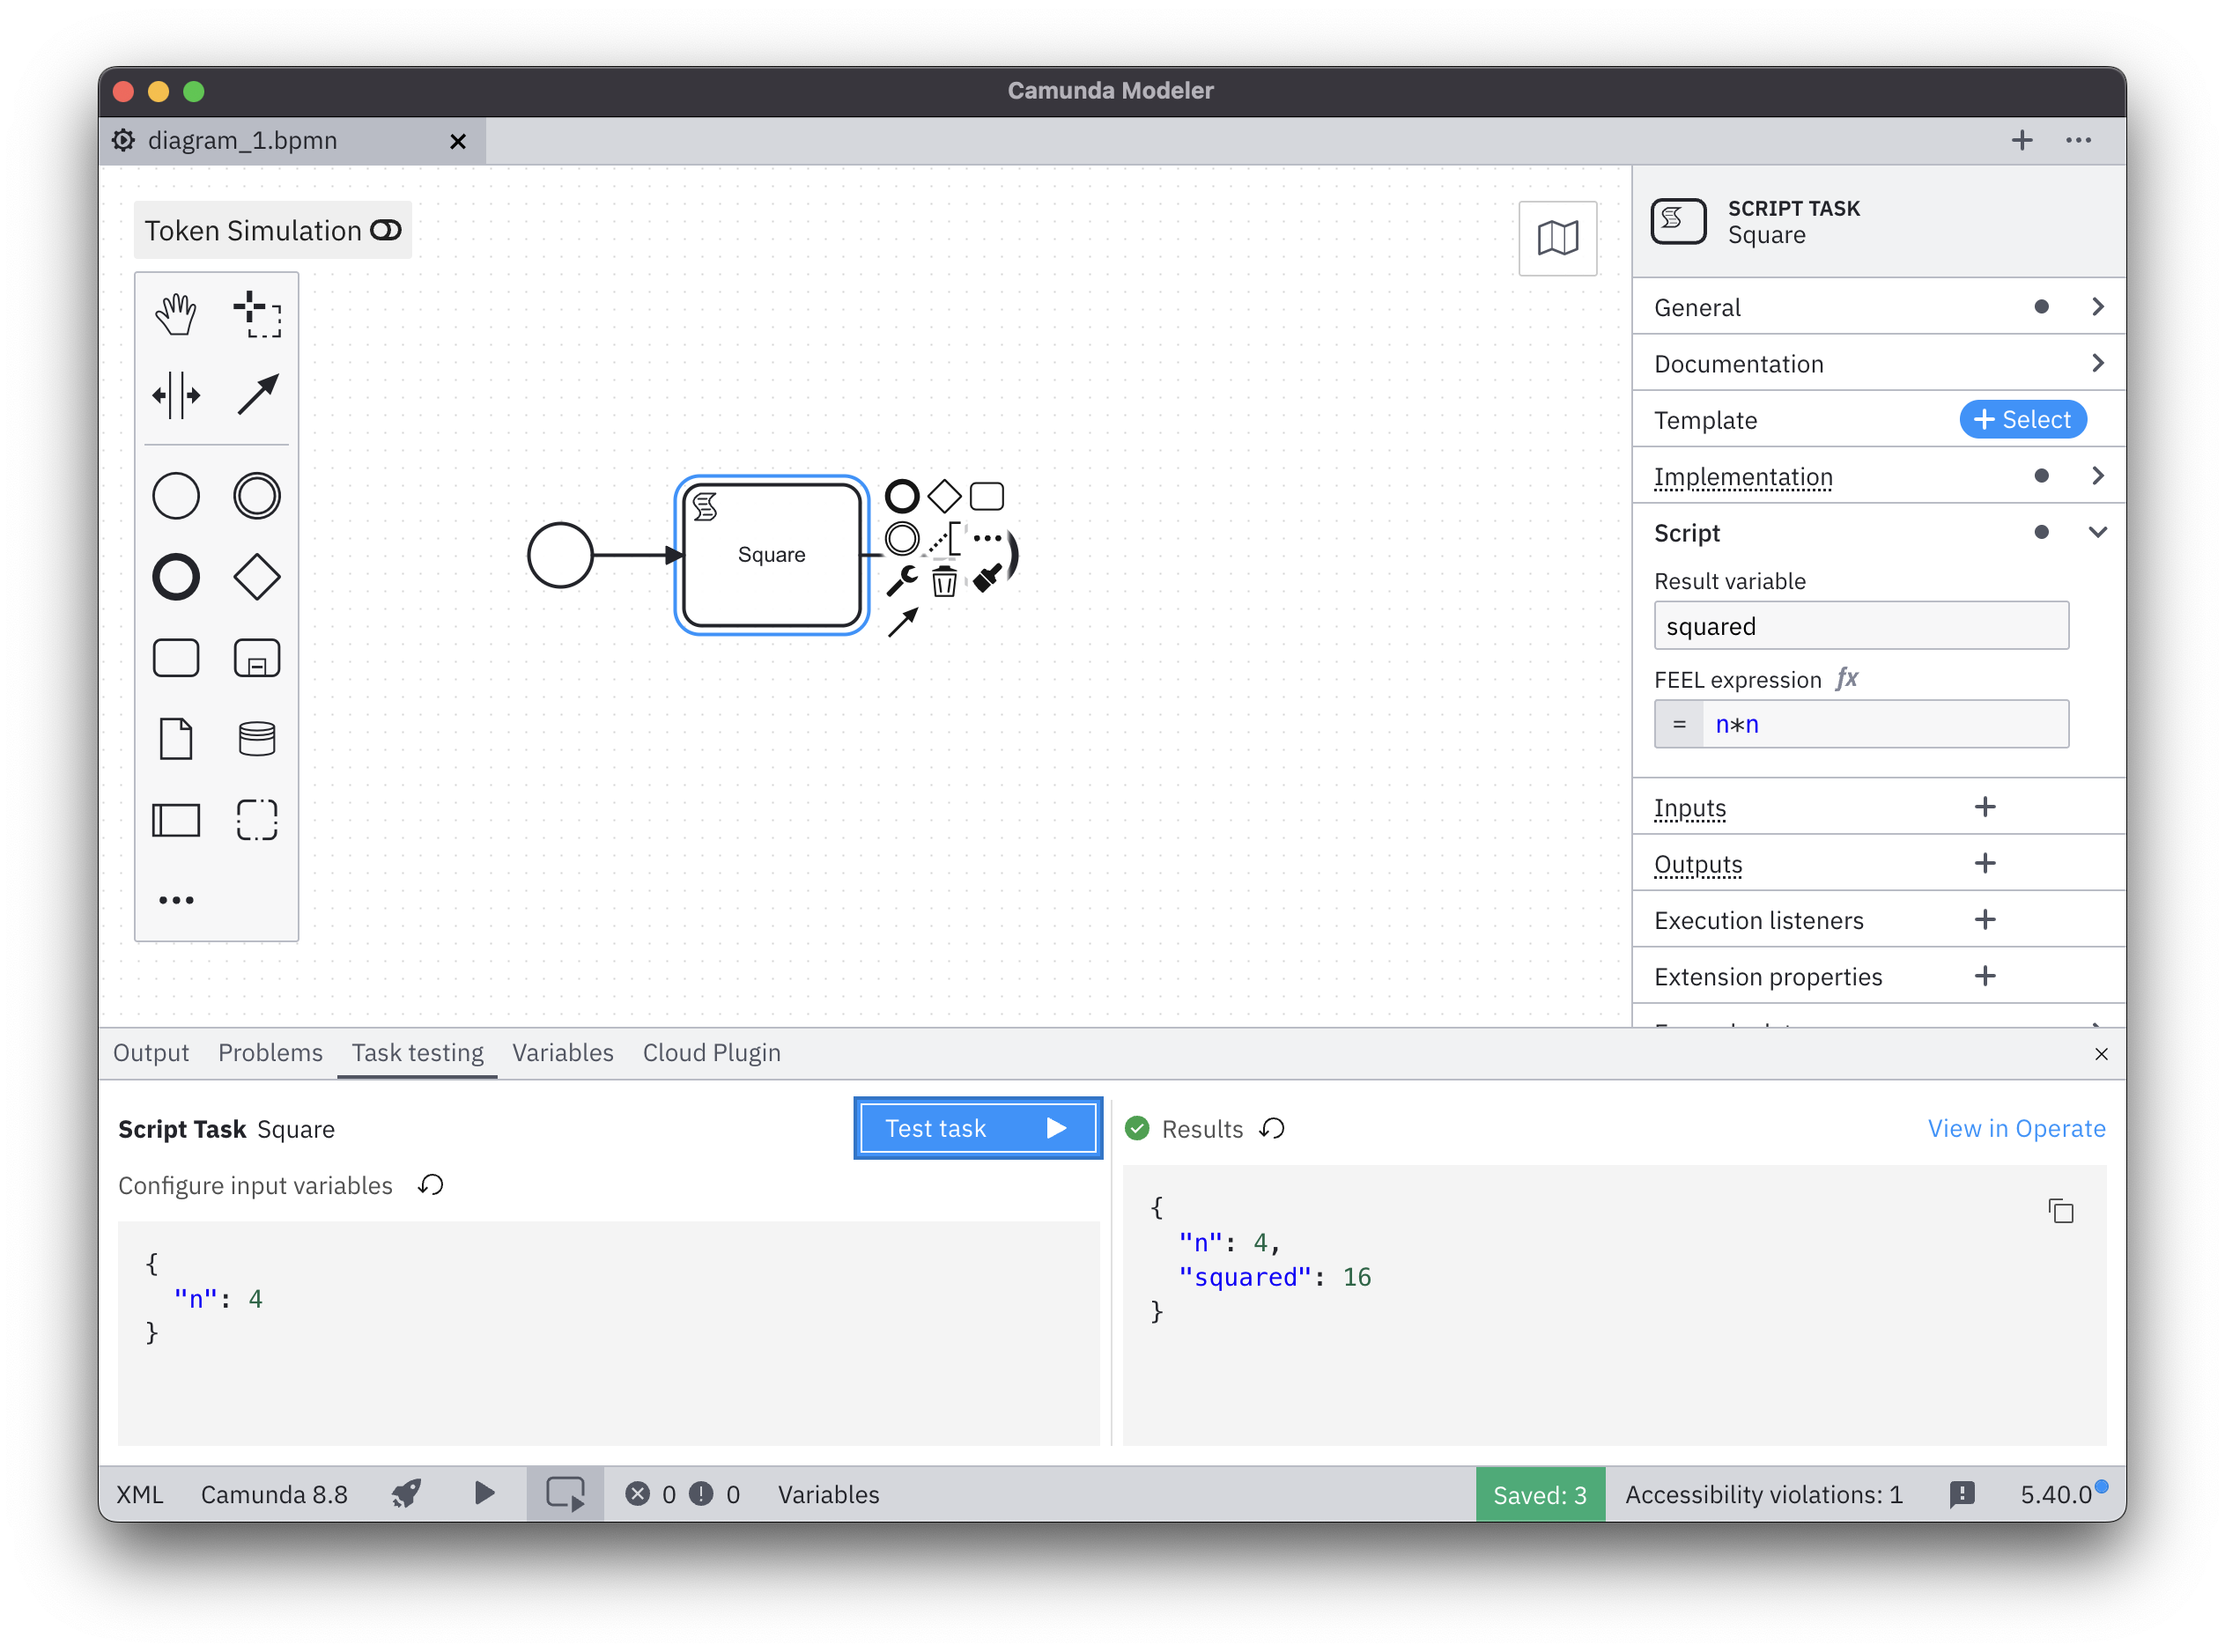 Camunda Modeler
diagram_1.bpmn
Token Simulation
Square
SCRIPT TASK
Square
General
Documentation
Template
Select
Implementation
Script
Result variable
squared
FEEL expression fx
= n*n
Inputs
Outputs
Execution listeners
Extension properties
Output Problems Task testing Variables Cloud Plugin
Script Task Square
Test task
Configure input variables
{
"n": 4
}
Results
View in Operate
{
"n": 4,
"squared": 16
}
XML Camunda 8.8 0 0 Variables Saved: 3 Accessibility violations: 1 5.40.0